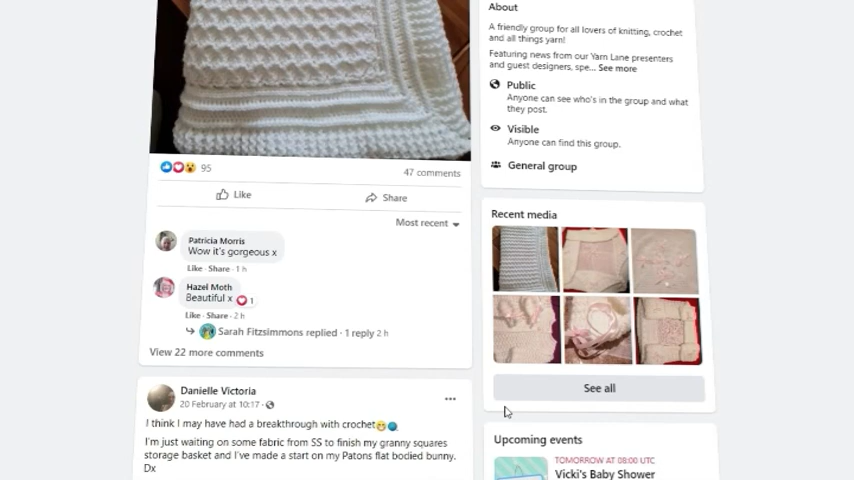 95
47 comments
Like
Share
Most recent
Patricia Morris
Wow it's gorgeous x
Like · Share · 1 h
Hazel Moth
Beautiful x 1
Like · Share · 2 h
Sarah Fitzsimmons replied · 1 reply 2 h
View 22 more comments
Danielle Victoria
20 February at 10:17 ·
I think I may have had a breakthrough with crochet
I'm just waiting on some fabric from SS to finish my granny squares
storage basket and I've made a start on my Patons flat bodied bunny.
Dx
About
A friendly group for all lovers of knitting, crochet
and all things yarn!
Featuring news from our Yarn Lane presenters
and guest designers, spe... See more
Public
Anyone can see who's in the group and what
they post.
Visible
Anyone can find this group.
General group
Recent media
See all
Upcoming events
TOMORROW AT 08:00 UTC
Vicki's Baby Shower